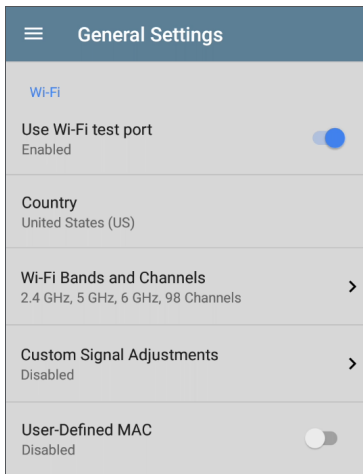 General Settings
Wi-Fi
Use Wi-Fi test port
Enabled
Country
United States (US)
Wi-Fi Bands and Channels
2.4 GHz, 5 GHz, 6 GHz, 98 Channels
Custom Signal Adjustments
Disabled
User-Defined MAC
Disabled